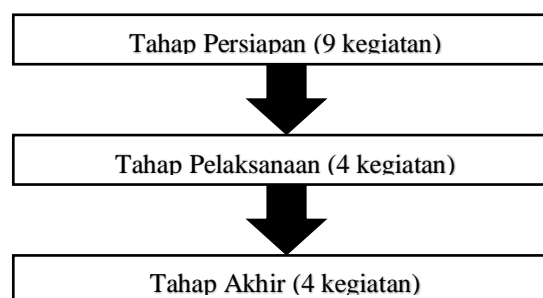 Tahap Persiapan (9 kegiatan)
Tahap Pelaksanaan (4 kegiatan)
Tahap Akhir (4 kegiatan)